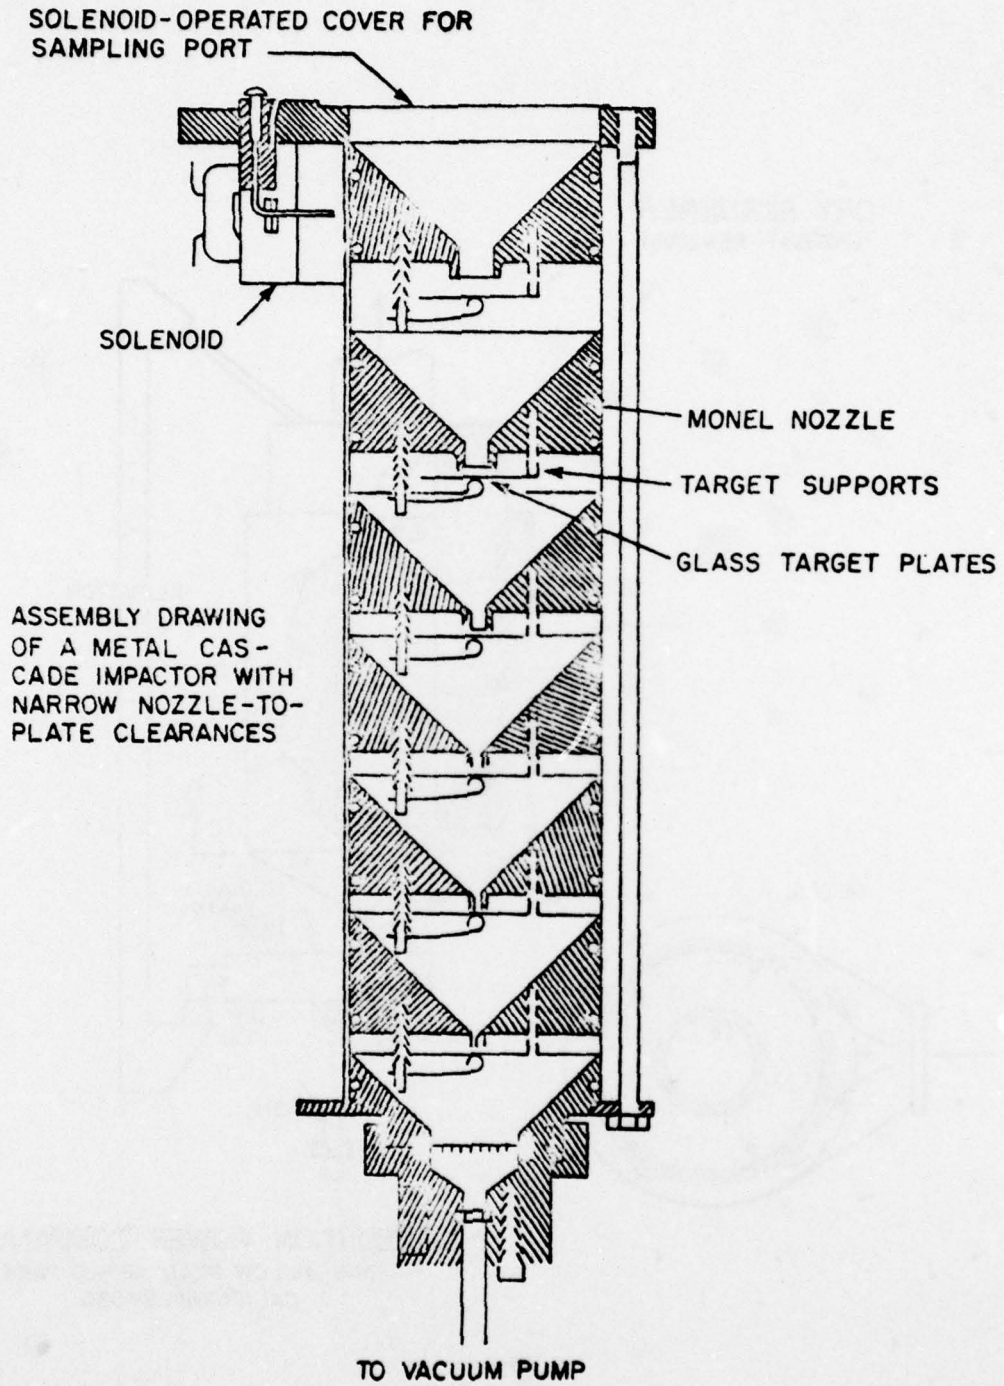 SOLENOID-OPERATED COVER FOR
SAMPLING PORT
SOLENOID
MONEL NOZZLE
TARGET SUPPORTS
GLASS TARGET PLATES
ASSEMBLY DRAWING
OF A METAL CAS-
CADE IMPACTOR WITH
NARROW NOZZLE-TO-
PLATE CLEARANCES
TO VACUUM PUMP